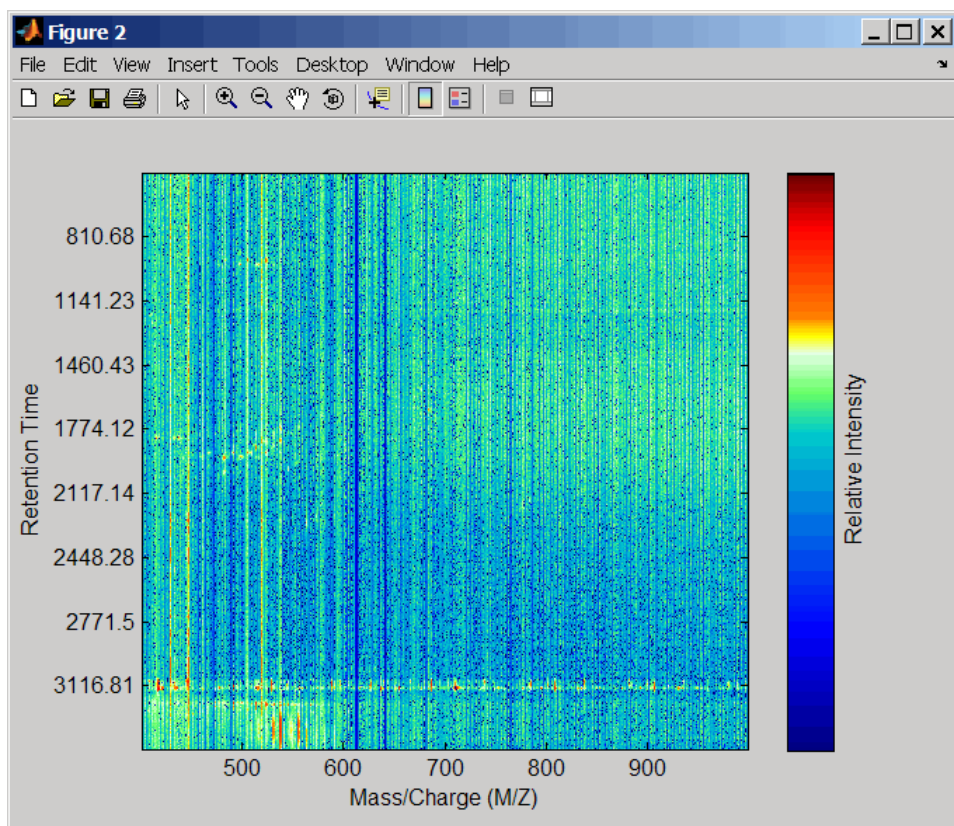 Figure 2
File Edit View Insert Tools Desktop Window Help
810.68
1141.23
1460.43
1774.12
2117.14
2448.28
2771.5
3116.81
Retention Time
500 600 700 800 900
Mass/Charge (M/Z)
Relative Intensity